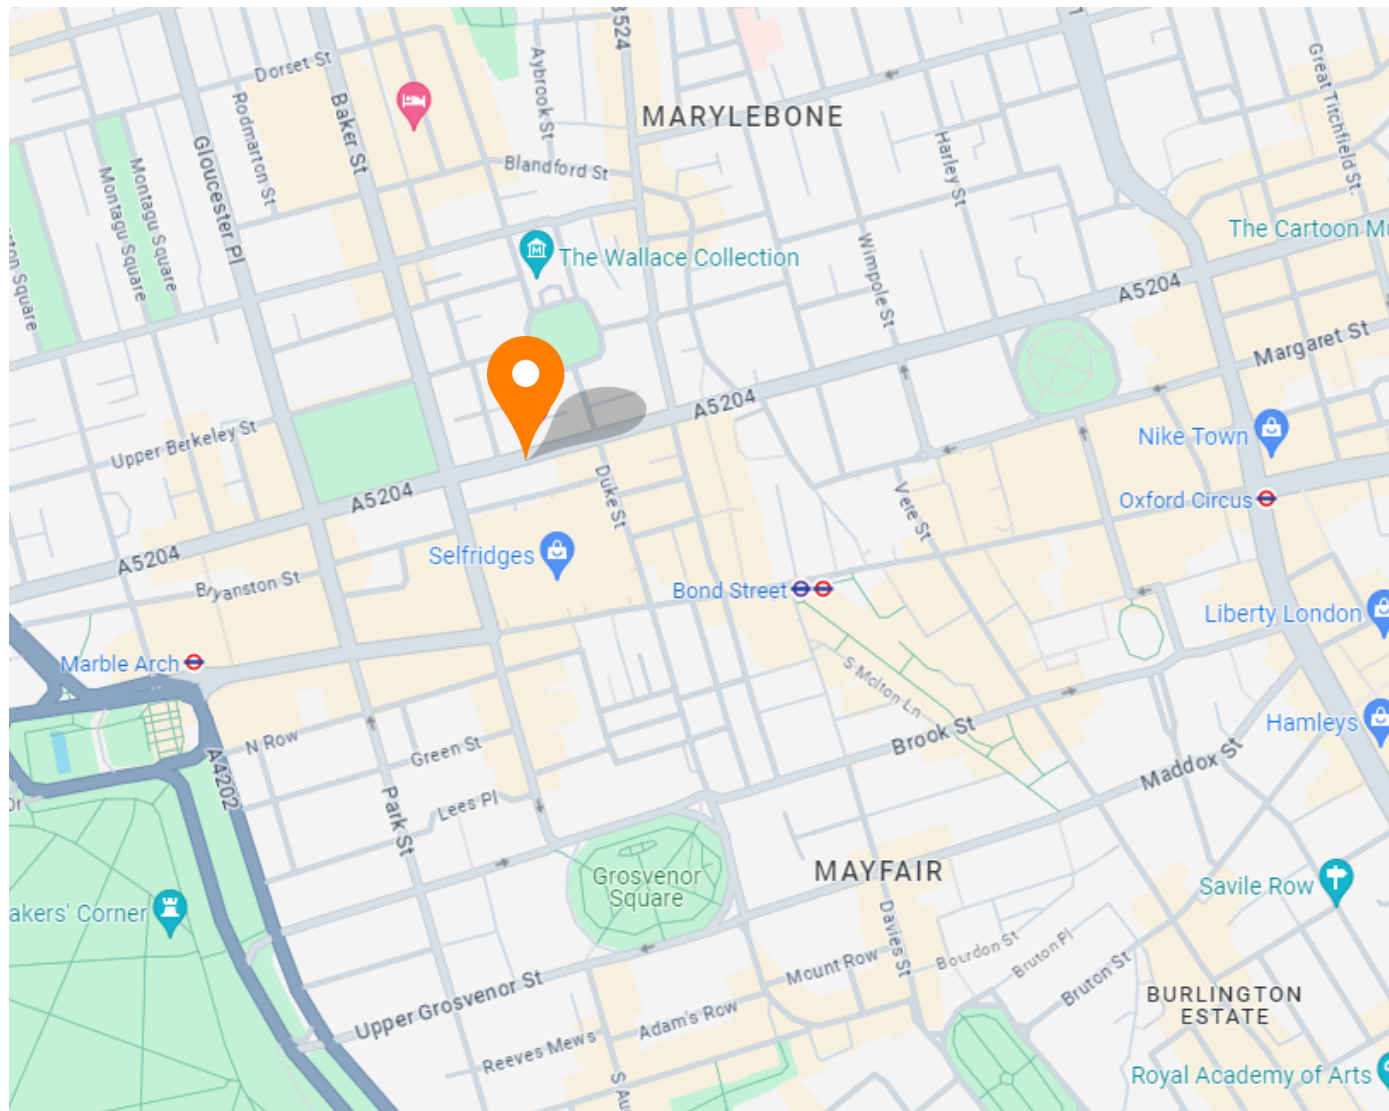 B524
Dorset St
Aybrook St
Great Titchfield St.
MARYLEBONE
Rodmarton St
Baker St
Gloucester Pl
Montagu Square
Montagu Square
Blandford St
Harley St
The Wallace Collection
Wimpole St
The Cartoon Mu
ton Square
A5204
Margaret St
A5204
Upper Berkeley St
Nike Town
A5204
Duke St
Vere St
Oxford Circus
A5204
Selfridges
Bryanston St
Bond Street
Liberty London
Marble Arch
S Molton Ln
Brook St
Hamleys
N Row
Green St
Maddox St
A4202
Park St
Lees Pl
Dr
MAYFAIR
Grosvenor
Square
Savile Row
akers' Corner
Davies St
Bourdon St
Bruton Pl
Mount Row
Bruton St
Upper Grosvenor St
Adam's Row
BURLINGTON
ESTATE
Reeves Mews
S Au
Royal Academy of Arts